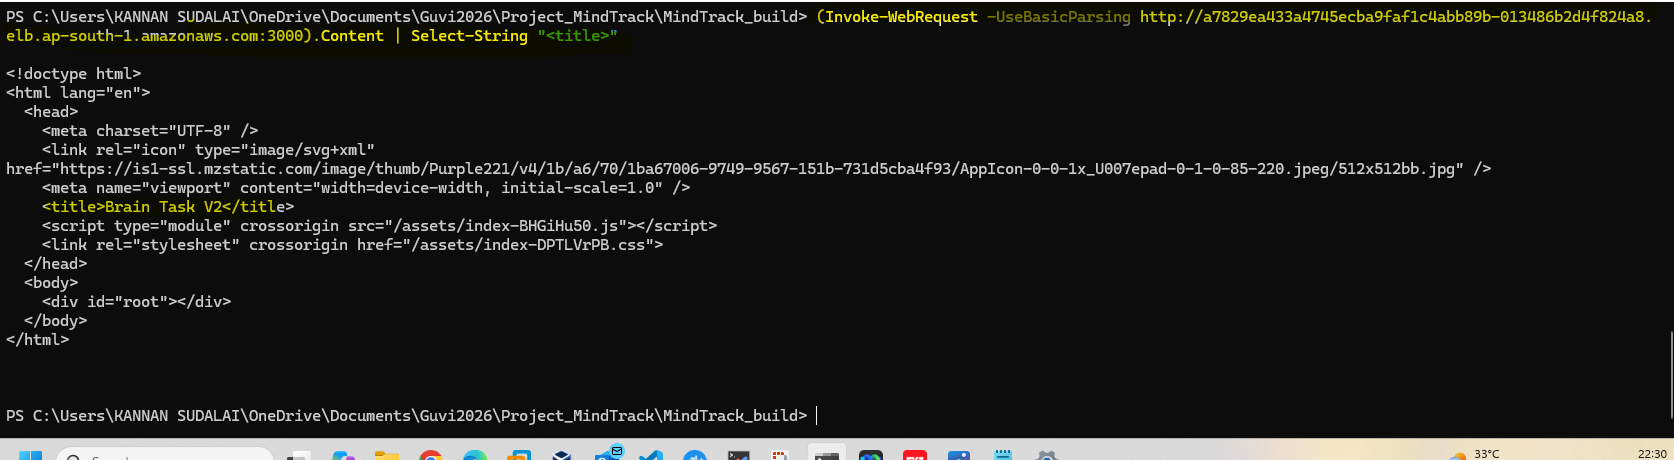 PS C:\Users\KANNAN SUDALAI\OneDrive\Documents\Guvi2026\Project_MindTrack\MindTrack_build> (Invoke-WebRequest -UseBasicParsing http://a7829ea433a4745ecba9faf1c4abb89b-013486b2d4f824a8.
elb.ap-south-1.amazonaws.com:3000).Content | Select-String "<title>"
<!doctype html>
<html lang="en">
  <head>
    <meta charset="UTF-8" />
    <link rel="icon" type="image/svg+xml"
href="https://is1-ssl.mzstatic.com/image/thumb/Purple221/v4/1b/a6/70/1ba67006-9749-9567-151b-731d5cba4f93/AppIcon-0-0-1x_U007epad-0-1-0-85-220.jpeg/512x512bb.jpg" />
    <meta name="viewport" content="width=device-width, initial-scale=1.0" />
    <title>Brain Task V2</title>
    <script type="module" crossorigin src="/assets/index-BHGiHu50.js"></script>
    <link rel="stylesheet" crossorigin href="/assets/index-DPTLVrPB.css">
  </head>
  <body>
    <div id="root"></div>
  </body>
</html>
PS C:\Users\KANNAN SUDALAI\OneDrive\Documents\Guvi2026\Project_MindTrack\MindTrack_build>
33°C
22:30